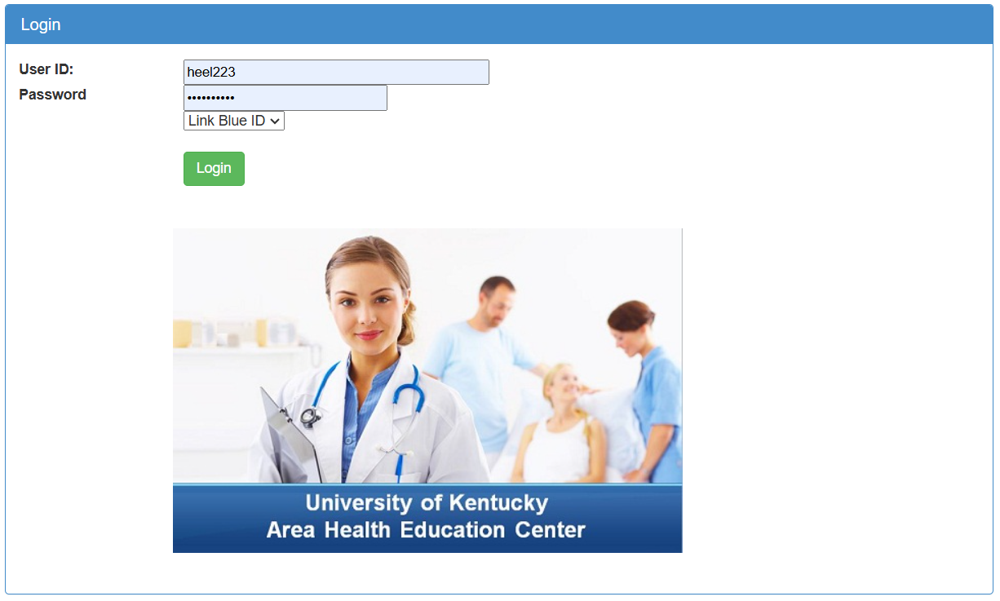 Login
User ID:
heel223
Password
••••••••••
Link Blue ID
Login
University of Kentucky
Area Health Education Center